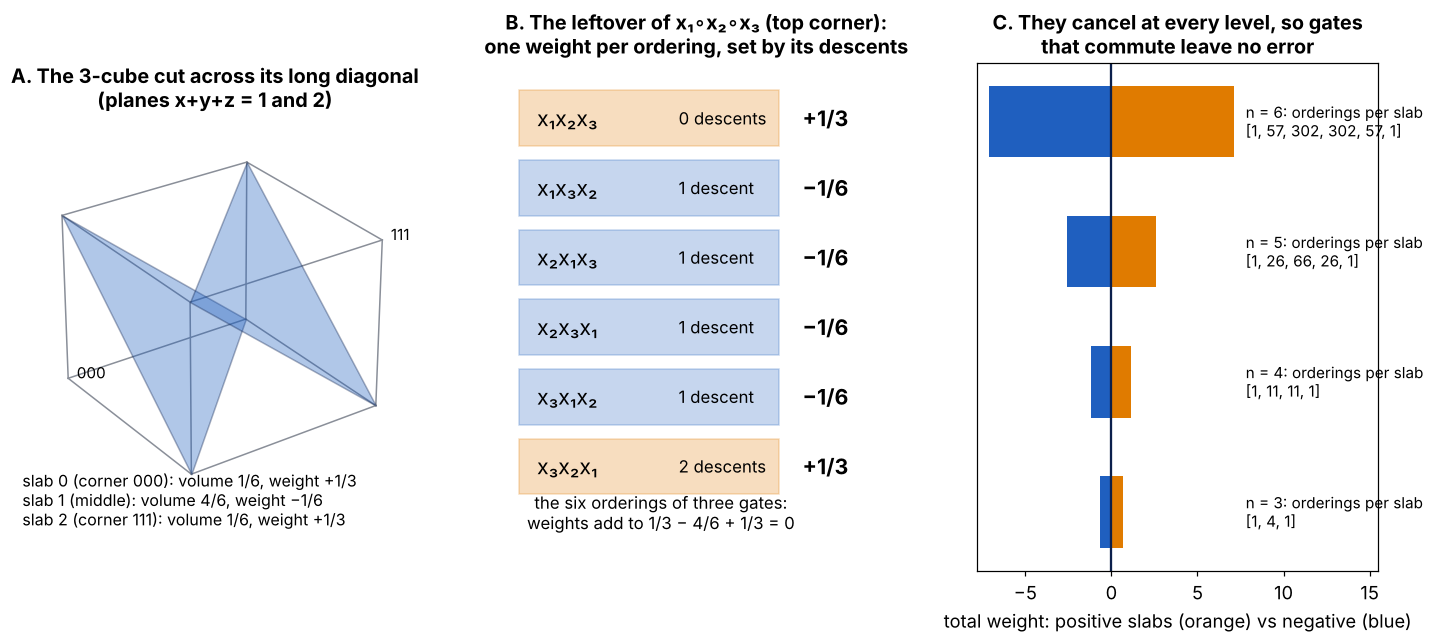 A. The 3-cube cut across its long diagonal
(planes x+y+z = 1 and 2)
111
000
slab 0 (corner 000): volume 1/6, weight +1/3
slab 1 (middle): volume 4/6, weight −1/6
slab 2 (corner 111): volume 1/6, weight +1/3
B. The leftover of x₁∘x₂∘x₃ (top corner):
one weight per ordering, set by its descents
x₁x₂x₃ 0 descents +1/3
x₁x₃x₂ 1 descent −1/6
x₂x₁x₃ 1 descent −1/6
x₂x₃x₁ 1 descent −1/6
x₃x₁x₂ 1 descent −1/6
x₃x₂x₁ 2 descents +1/3
the six orderings of three gates:
weights add to 1/3 − 4/6 + 1/3 = 0
C. They cancel at every level, so gates
that commute leave no error
n = 6: orderings per slab
[1, 57, 302, 302, 57, 1]
n = 5: orderings per slab
[1, 26, 66, 26, 1]
n = 4: orderings per slab
[1, 11, 11, 1]
n = 3: orderings per slab
[1, 4, 1]
−5 0 5 10 15
total weight: positive slabs (orange) vs negative (blue)